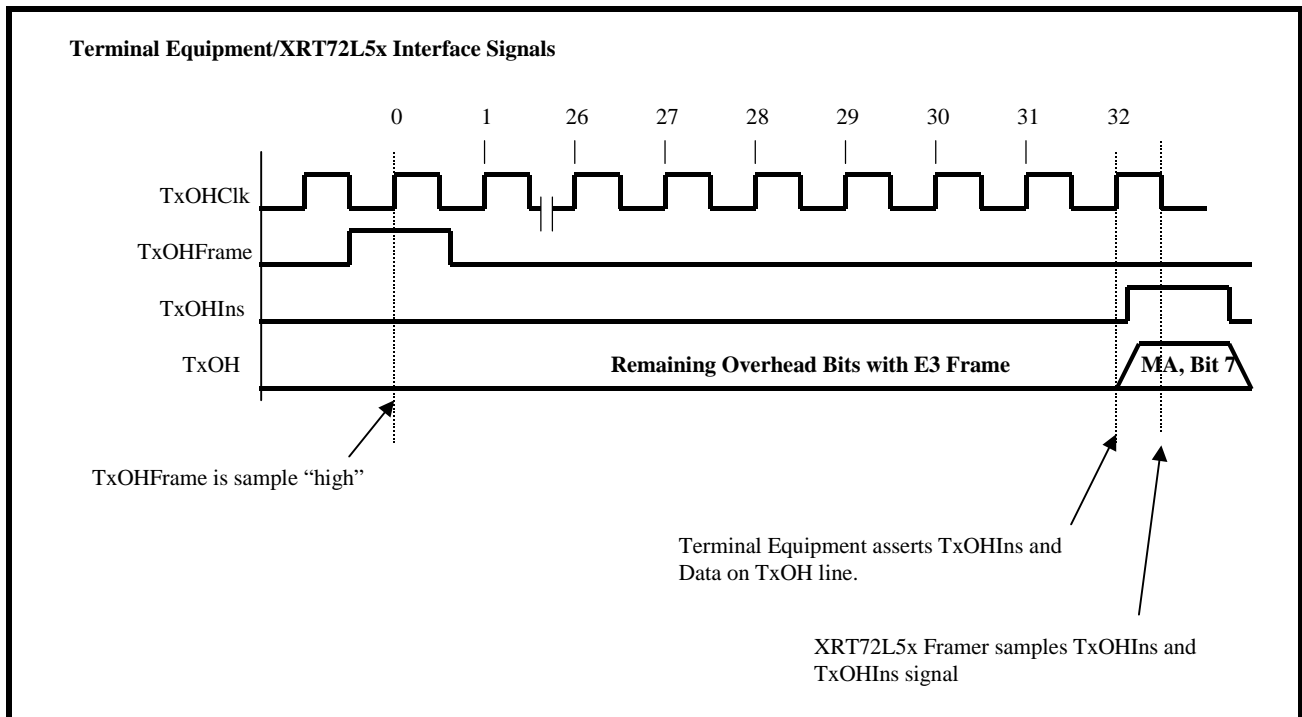 Terminal Equipment/XRT72L5x Interface Signals
0 1 26 27 28 29 30 31 32
TxOHClk
TxOHFrame
TxOHIns
TxOH
Remaining Overhead Bits with E3 Frame
MA, Bit 7
TxOHFrame is sample “high”
Terminal Equipment asserts TxOHIns and
Data on TxOH line.
XRT72L5x Framer samples TxOHIns and
TxOHIns signal